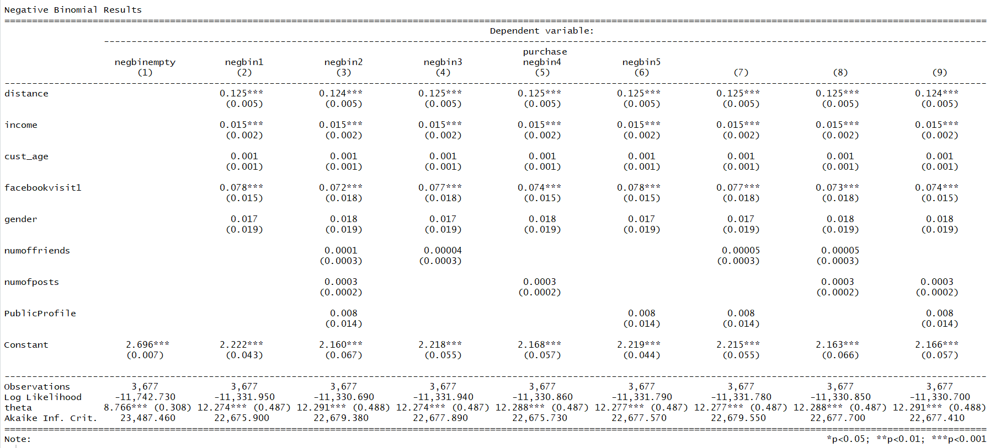 Negative Binomial Results
====================================================================================================================================================================================
Dependent variable:
----------------------------------------------------------------------------------------------------------------------------------------------------------------
purchase
negbinempty negbin1 negbin2 negbin3 negbin4 negbin5
(1) (2) (3) (4) (5) (6) (7) (8) (9)
------------------------------------------------------------------------------------------------------------------------------------------------------------------------------------
distance 0.125*** 0.124*** 0.125*** 0.125*** 0.125*** 0.125*** 0.125*** 0.124***
(0.005) (0.005) (0.005) (0.005) (0.005) (0.005) (0.005) (0.005)
income 0.015*** 0.015*** 0.015*** 0.015*** 0.015*** 0.015*** 0.015*** 0.015***
(0.002) (0.002) (0.002) (0.002) (0.002) (0.002) (0.002) (0.002)
cust_age 0.001 0.001 0.001 0.001 0.001 0.001 0.001 0.001
(0.001) (0.001) (0.001) (0.001) (0.001) (0.001) (0.001) (0.001)
facebookvisit1 0.078*** 0.072*** 0.077*** 0.074*** 0.078*** 0.077*** 0.073*** 0.074***
(0.015) (0.018) (0.018) (0.015) (0.015) (0.018) (0.018) (0.015)
gender 0.017 0.018 0.017 0.018 0.017 0.017 0.018 0.018
(0.019) (0.019) (0.019) (0.019) (0.019) (0.019) (0.019) (0.019)
numoffriends 0.0001 0.00004 0.00005 0.00005
(0.0003) (0.0003) (0.0003) (0.0003)
numofposts 0.0003 0.0003 0.0003 0.0003
(0.0002) (0.0002) (0.0002) (0.0002)
PublicProfile 0.008 0.008 0.008 0.008
(0.014) (0.014) (0.014) (0.014)
Constant 2.696*** 2.222*** 2.160*** 2.218*** 2.168*** 2.219*** 2.215*** 2.163*** 2.166***
(0.007) (0.043) (0.067) (0.055) (0.057) (0.044) (0.055) (0.066) (0.057)
------------------------------------------------------------------------------------------------------------------------------------------------------------------------------------
Observations 3,677 3,677 3,677 3,677 3,677 3,677 3,677 3,677 3,677
Log Likelihood -11,742.730 -11,331.950 -11,330.690 -11,331.940 -11,330.860 -11,331.790 -11,331.780 -11,330.850 -11,330.700
theta 8.766*** (0.308) 12.274*** (0.487) 12.291*** (0.488) 12.274*** (0.487) 12.288*** (0.487) 12.277*** (0.487) 12.277*** (0.487) 12.288*** (0.487) 12.291*** (0.488)
Akaike Inf. Crit. 23,487.460 22,675.900 22,679.380 22,677.890 22,675.730 22,677.570 22,679.550 22,677.700 22,677.410
====================================================================================================================================================================================
Note: *p<0.05; **p<0.01; ***p<0.001